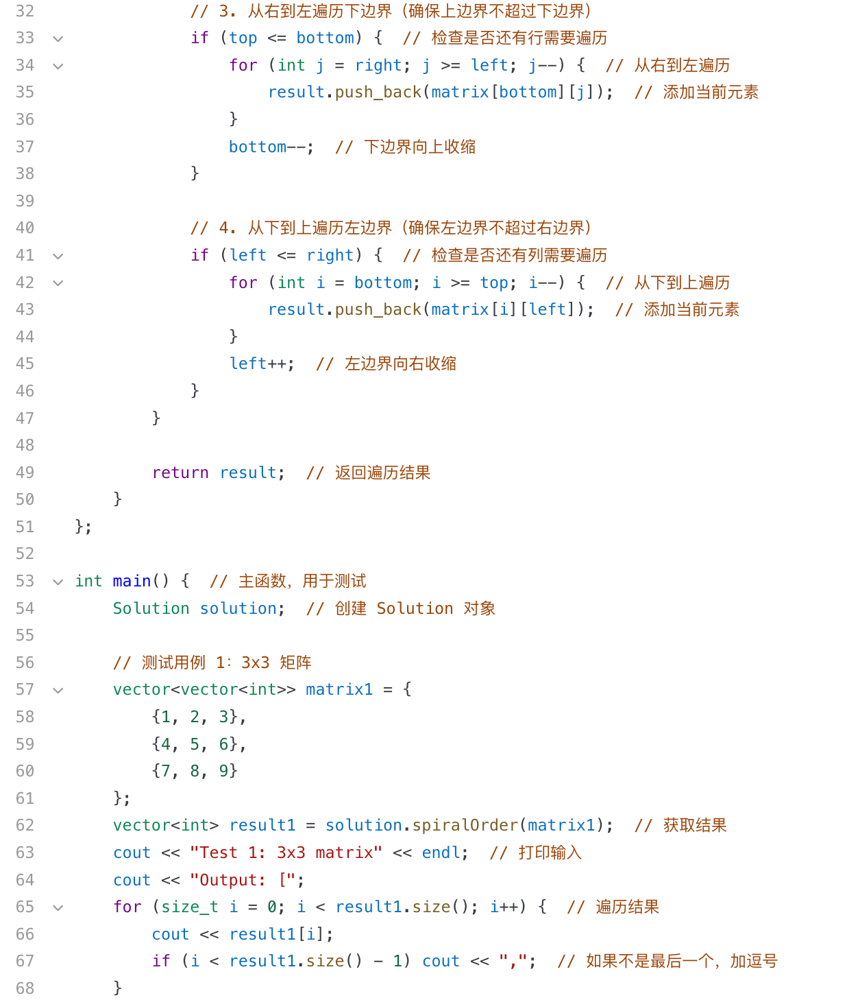 32 // 3. 从右到左遍历下边界（确保上边界不超过下边界）
33 if (top <= bottom) {  // 检查是否还有行需要遍历
34 for (int j = right; j >= left; j--) {  // 从右到左遍历
35 result.push_back(matrix[bottom][j]);  // 添加当前元素
36 }
37 bottom--;  // 下边界向上收缩
38 }
39
40 // 4. 从下到上遍历左边界（确保左边界不超过右边界）
41 if (left <= right) {  // 检查是否还有列需要遍历
42 for (int i = bottom; i >= top; i--) {  // 从下到上遍历
43 result.push_back(matrix[i][left]);  // 添加当前元素
44 }
45 left++;  // 左边界向右收缩
46 }
47 }
48
49 return result;  // 返回遍历结果
50 }
51 };
52
53 int main() {  // 主函数，用于测试
54 Solution solution;  // 创建 Solution 对象
55
56 // 测试用例 1：3x3 矩阵
57 vector<vector<int>> matrix1 = {
58 {1, 2, 3},
59 {4, 5, 6},
60 {7, 8, 9}
61 };
62 vector<int> result1 = solution.spiralOrder(matrix1);  // 获取结果
63 cout << "Test 1: 3x3 matrix" << endl;  // 打印输入
64 cout << "Output: [";
65 for (size_t i = 0; i < result1.size(); i++) {  // 遍历结果
66 cout << result1[i];
67 if (i < result1.size() - 1) cout << ",";  // 如果不是最后一个，加逗号
68 }